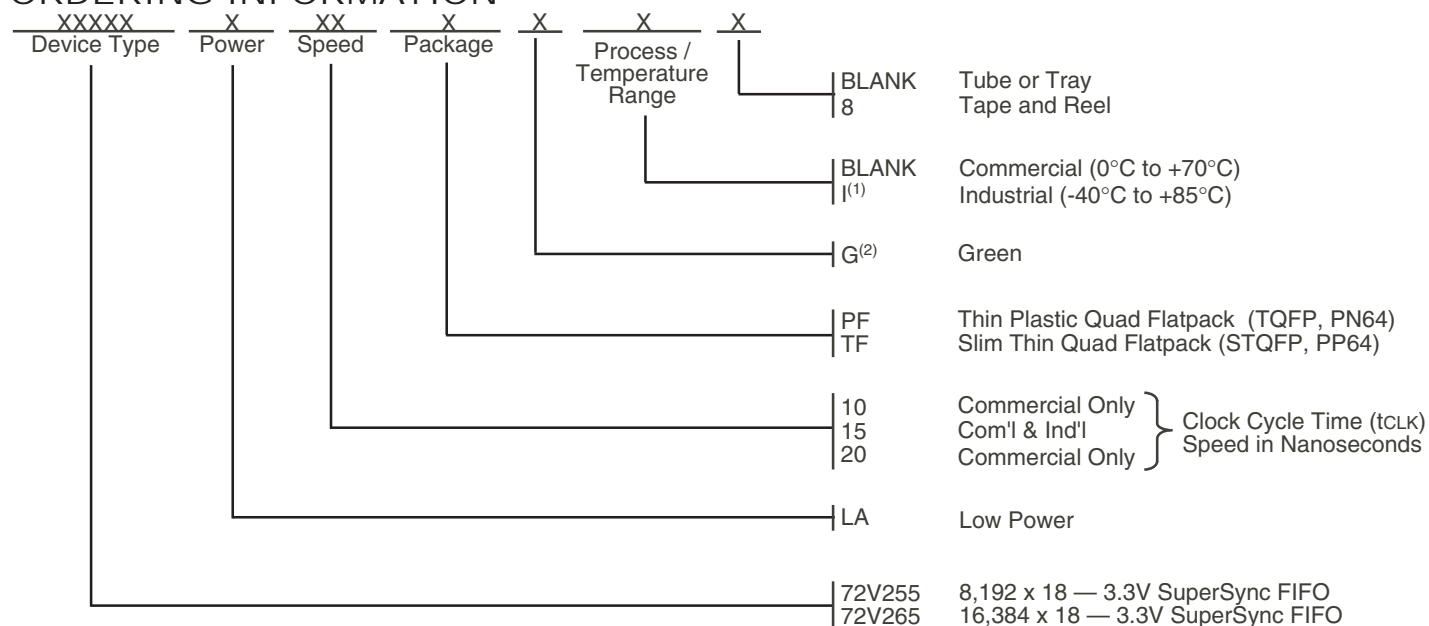 ORDERING INFORMATION
XXXXX X XX X X X X
Device Type Power Speed Package Process /
Temperature
Range
BLANK Tube or Tray
8 Tape and Reel
BLANK Commercial (0°C to +70°C)
I(1) Industrial (-40°C to +85°C)
G(2) Green
PF Thin Plastic Quad Flatpack (TQFP, PN64)
TF Slim Thin Quad Flatpack (STQFP, PP64)
10 Commercial Only
15 Com'l & Ind'l
20 Commercial Only
Clock Cycle Time (tCLK)
Speed in Nanoseconds
LA Low Power
72V255 8,192 x 18 — 3.3V SuperSync FIFO
72V265 16,384 x 18 — 3.3V SuperSync FIFO